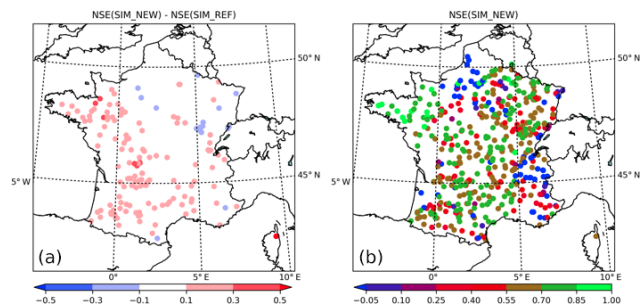 NSE(SIM_NEW) - NSE(SIM_REF)
50° N
5° W
45° N
(a)
0°
5° E
10° E
−0.5 −0.3 −0.1 0.1 0.3 0.5
NSE(SIM_NEW)
50° N
5° W
45° N
(b)
0°
5° E
10° E
−0.05 0.10 0.25 0.40 0.55 0.70 0.85 1.00